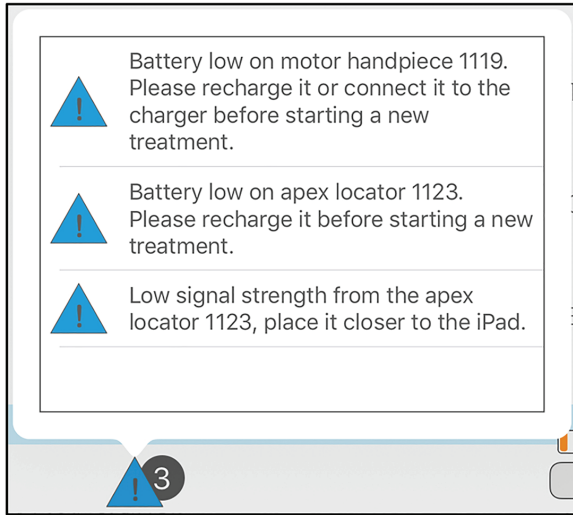 Battery low on motor handpiece 1119.
Please recharge it or connect it to the
charger before starting a new
treatment.
Battery low on apex locator 1123.
Please recharge it before starting a new
treatment.
Low signal strength from the apex
locator 1123, place it closer to the iPad.
3